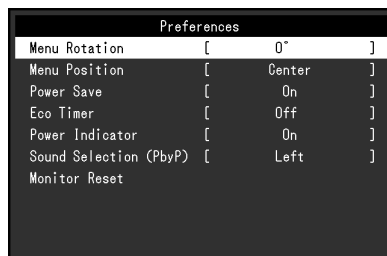 Preferences
Menu Rotation [ 0° ]
Menu Position [ Center ]
Power Save [ On ]
Eco Timer [ Off ]
Power Indicator [ On ]
Sound Selection (PbyP) [ Left ]
Monitor Reset